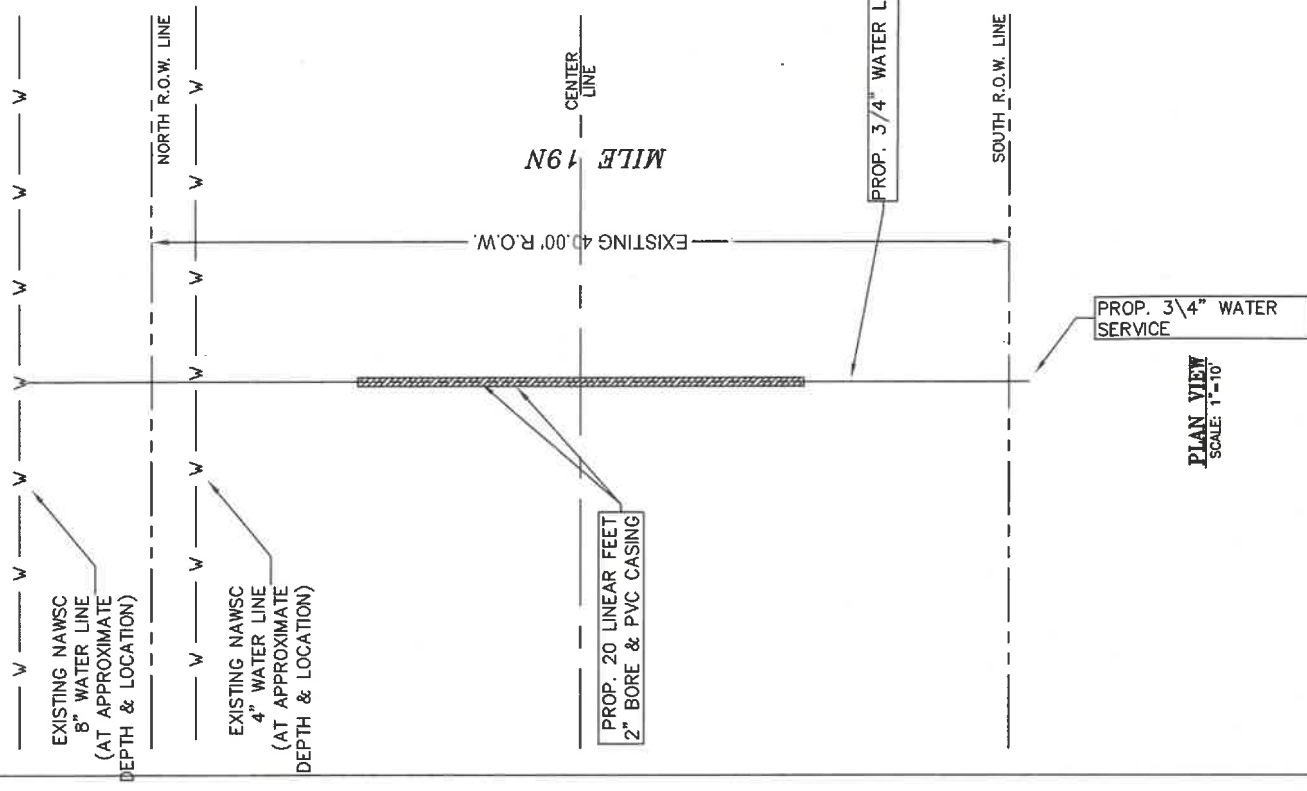 W W W W W W W W
NORTH R.O.W. LINE
W W W W W W W
EXISTING NAWSC
8" WATER LINE
(AT APPROXIMATE
DEPTH & LOCATION)
EXISTING NAWSC
4" WATER LINE
(AT APPROXIMATE
DEPTH & LOCATION)
CENTER
LINE
MILE 19N
EXISTING 40.00' R.O.W.
PROP. 20 LINEAR FEET
2" BORE & PVC CASING
PROP. 3/4" WATER L
SOUTH R.O.W. LINE
PROP. 3\4" WATER
SERVICE
PLAN VIEW
SCALE: 1"=10'